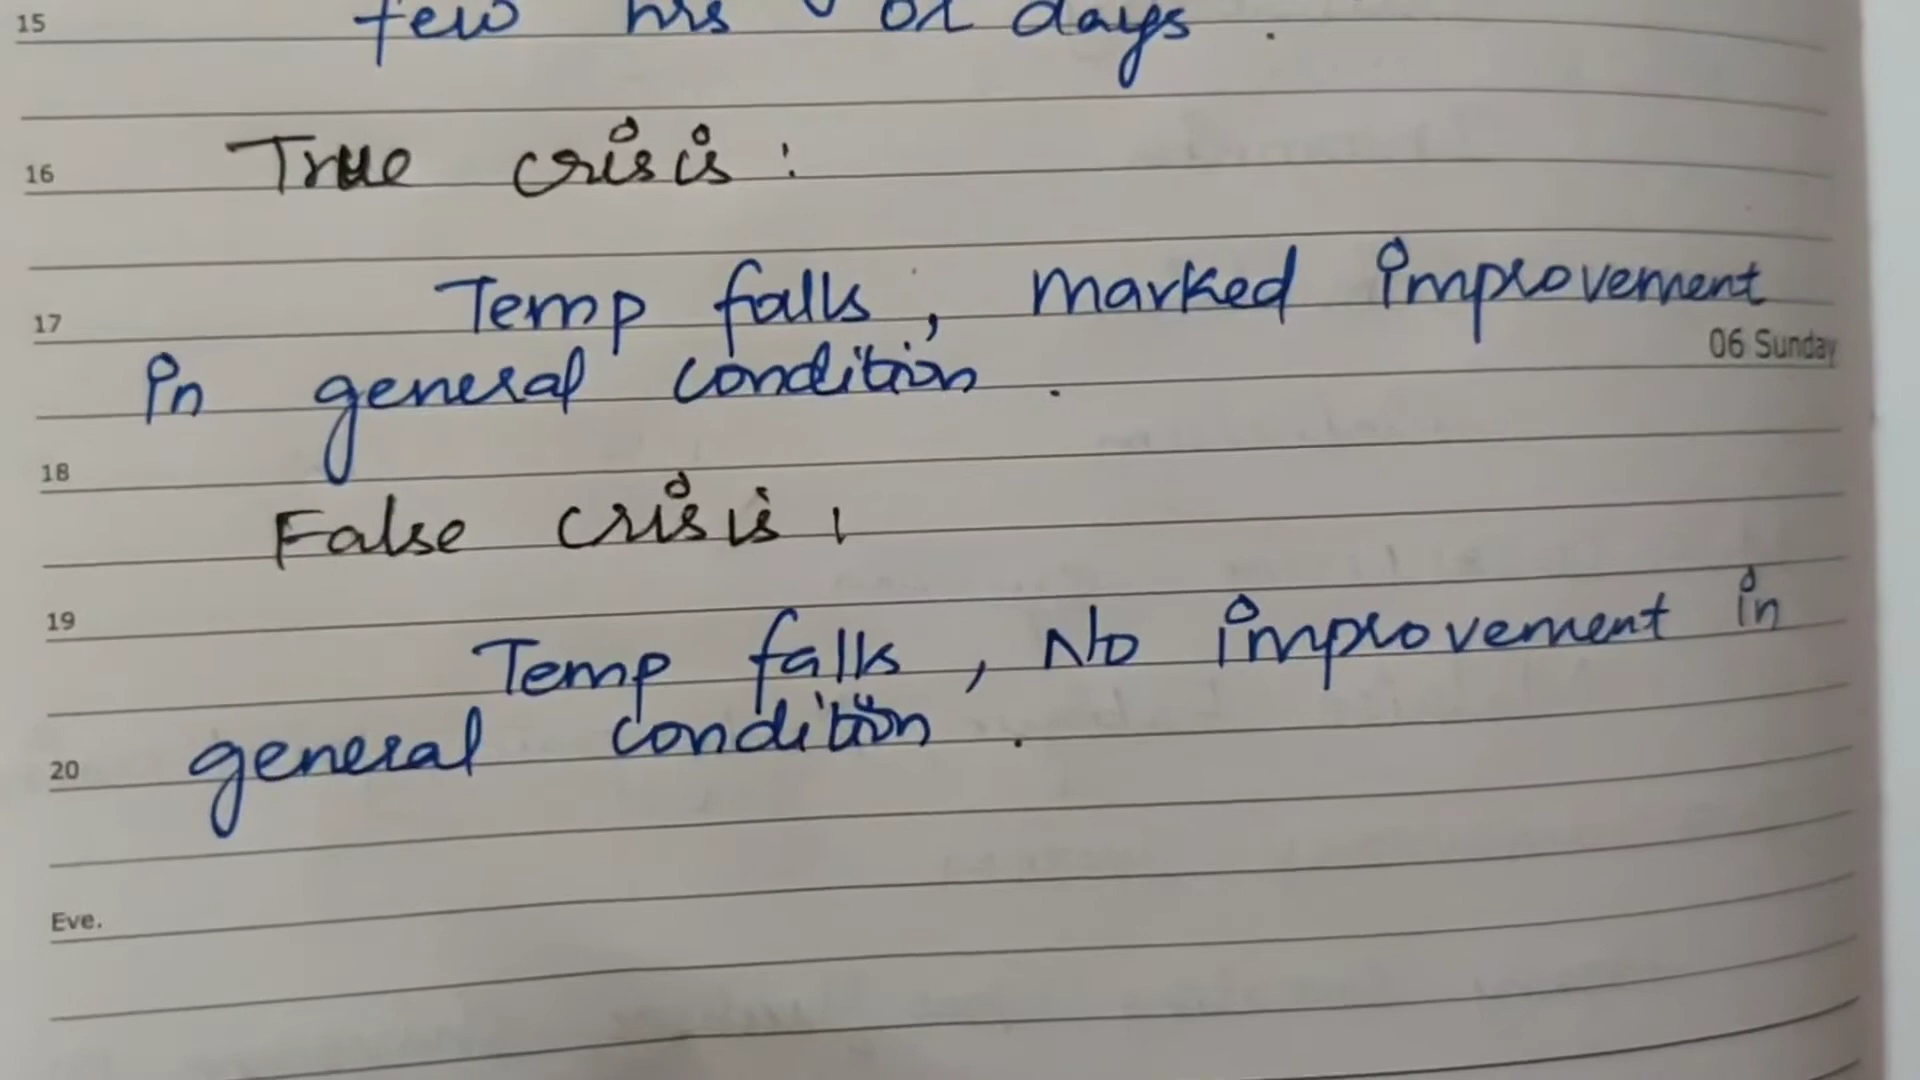 15 few hrs or days .
16 True crisis :
17 Temp falls , marked improvement
06 Sunday
in general condition .
18
False crisis :
19
Temp falls , No improvement in
20 general condition .
Eve.